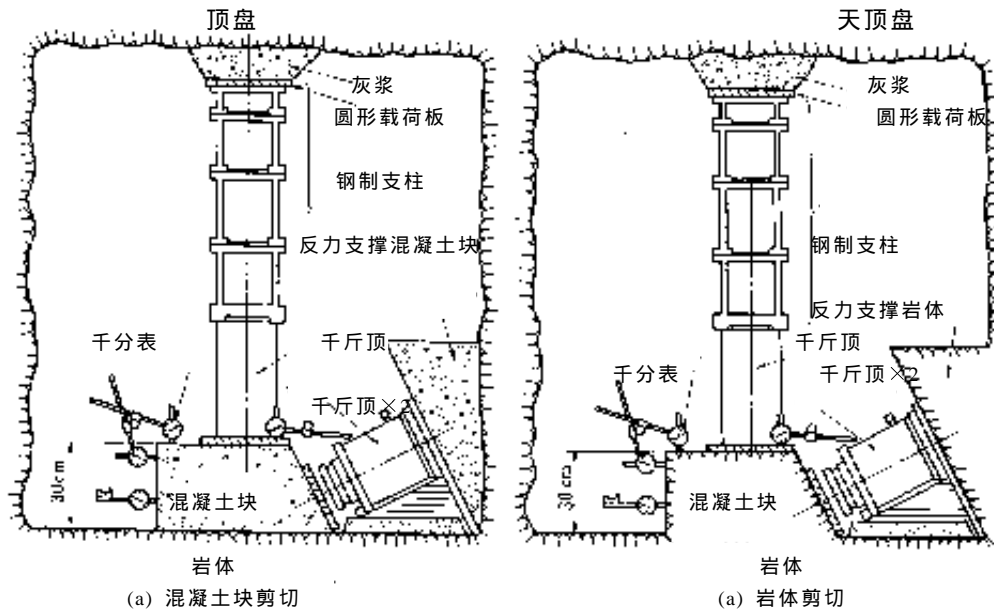 顶盘
灰浆
圆形载荷板
钢制支柱
反力支撑混凝土块
千分表
千斤顶
千斤顶×2
30cm
混凝土块
岩体
(a) 混凝土块剪切
天顶盘
灰浆
圆形载荷板
钢制支柱
反力支撑岩体
千斤顶
千分表
千斤顶×2
30cm
混凝土块
岩体
(a) 岩体剪切